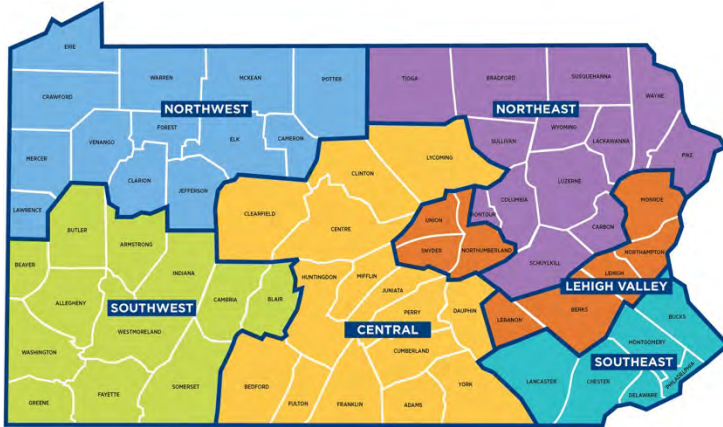 ERIE
CRAWFORD
WARREN
MCKEAN
POTTER
NORTHWEST
FOREST
VENANGO
ELK
CAMERON
MERCER
CLARION
JEFFERSON
LAWRENCE
TIOGA
BRADFORD
SUSQUEHANNA
WAYNE
NORTHEAST
SULLIVAN
WYOMING
LACKAWANNA
PIKE
LUZERNE
COLUMBIA
MONTOUR
CARBON
SCHUYLKILL
LYCOMING
CLINTON
CLEARFIELD
CENTRE
HUNTINGDON
MIFFLIN
JUNIATA
PERRY
DAUPHIN
CENTRAL
CUMBERLAND
BEDFORD
FULTON
FRANKLIN
ADAMS
YORK
UNION
SNYDER
NORTHUMBERLAND
MONROE
NORTHAMPTON
LEHIGH
LEHIGH VALLEY
BERKS
LEBANON
BUTLER
ARMSTRONG
BEAVER
INDIANA
ALLEGHENY
CAMBRIA
BLAIR
SOUTHWEST
WESTMORELAND
WASHINGTON
GREENE
FAYETTE
SOMERSET
BUCKS
MONTGOMERY
SOUTHEAST
PHILADELPHIA
LANCASTER
CHESTER
DELAWARE